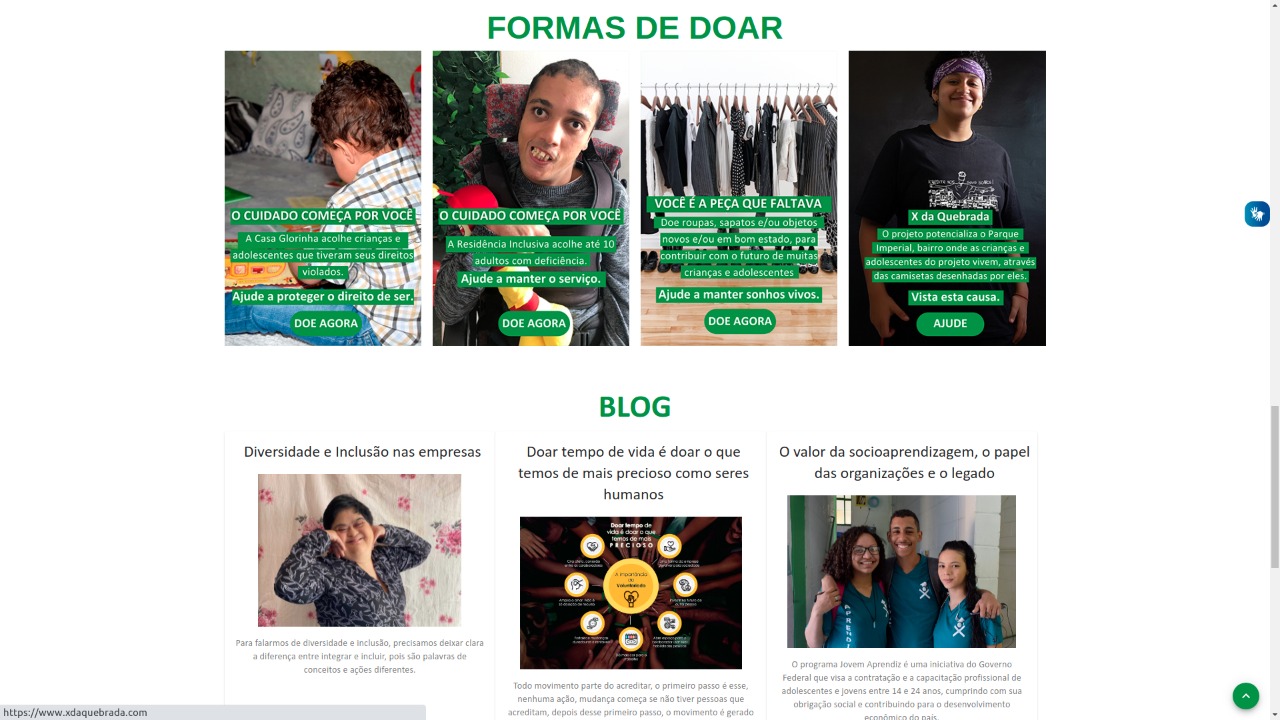 FORMAS DE DOAR
O CUIDADO COMEÇA POR VOCÊ
A Casa Glorinha acolhe crianças e
adolescentes que tiveram seus direitos
violados.
Ajude a proteger o direito de ser.
DOE AGORA
O CUIDADO COMEÇA POR VOCÊ
A Residência Inclusiva acolhe até 10
adultos com deficiência.
Ajude a manter o serviço.
DOE AGORA
VOCÊ É A PEÇA QUE FALTAVA
Doe roupas, sapatos e/ou objetos
novos e/ou em bom estado, para
contribuir com o futuro de muitas
crianças e adolescentes
Ajude a manter sonhos vivos.
DOE AGORA
X da Quebrada
O projeto potencializa o Parque
Imperial, bairro onde as crianças e
adolescentes do projeto vivem, através
das camisetas desenhadas por eles.
Vista esta causa.
AJUDE
BLOG
Diversidade e Inclusão nas empresas
Para falarmos de diversidade e inclusão, precisamos deixar clara
a diferença entre integrar e incluir, pois são palavras de
conceitos e ações diferentes.
Doar tempo de vida é doar o que
temos de mais precioso como seres
humanos
Doar tempo de
vida é doar o que
temos de mais
PRECIOSO
A importância
do
Voluntariado
Todo movimento parte do acreditar, o primeiro passo é esse,
nenhuma ação, mudança começa se não tiver pessoas que
acreditam, depois desse primeiro passo, o movimento é gerado
O valor da socioaprendizagem, o papel
das organizações e o legado
O programa Jovem Aprendiz é uma iniciativa do Governo
Federal que visa a contratação e a capacitação profissional de
adolescentes e jovens entre 14 e 24 anos, cumprindo com sua
obrigação social e contribuindo para o desenvolvimento
econômico do país.
https://www.xdaquebrada.com